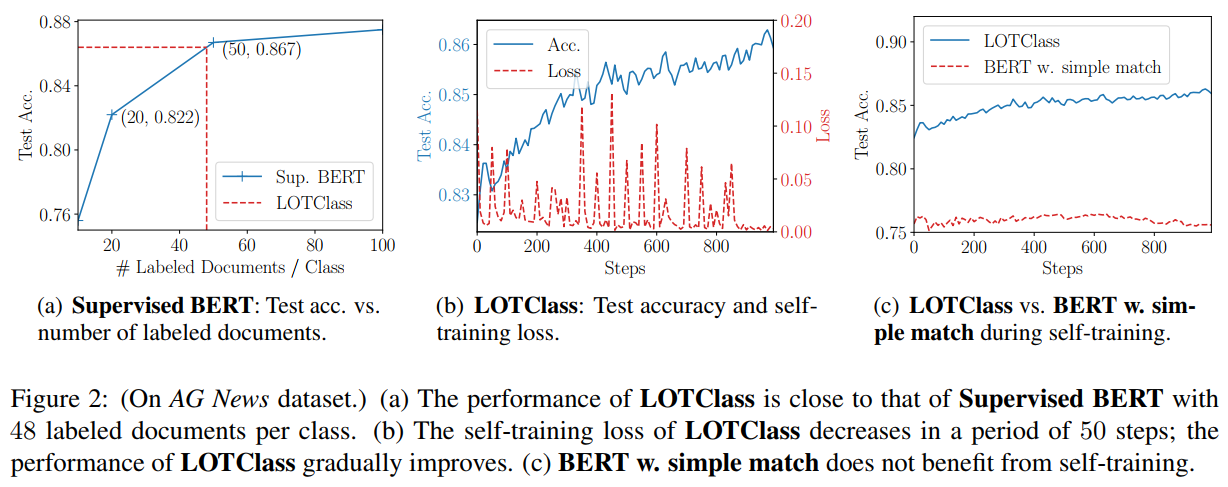 0.88
0.84
0.80
0.76
Test Acc.
(50, 0.867)
(20, 0.822)
Sup. BERT
LOTClass
20
40
60
80
100
# Labeled Documents / Class
0.86
0.85
0.84
0.83
Test Acc.
Acc.
Loss
0.20
0.15
0.10
0.05
0.00
Loss
0
200
400
600
800
Steps
0.90
0.85
0.80
0.75
Test Acc.
LOTClass
BERT w. simple match
0
200
400
600
800
Steps
(a) Supervised BERT: Test acc. vs.
number of labeled documents.
(b) LOTClass: Test accuracy and self-
training loss.
(c) LOTClass vs. BERT w. sim-
ple match during self-training.
Figure 2: (On AG News dataset.) (a) The performance of LOTClass is close to that of Supervised BERT with
48 labeled documents per class. (b) The self-training loss of LOTClass decreases in a period of 50 steps; the
performance of LOTClass gradually improves. (c) BERT w. simple match does not benefit from self-training.